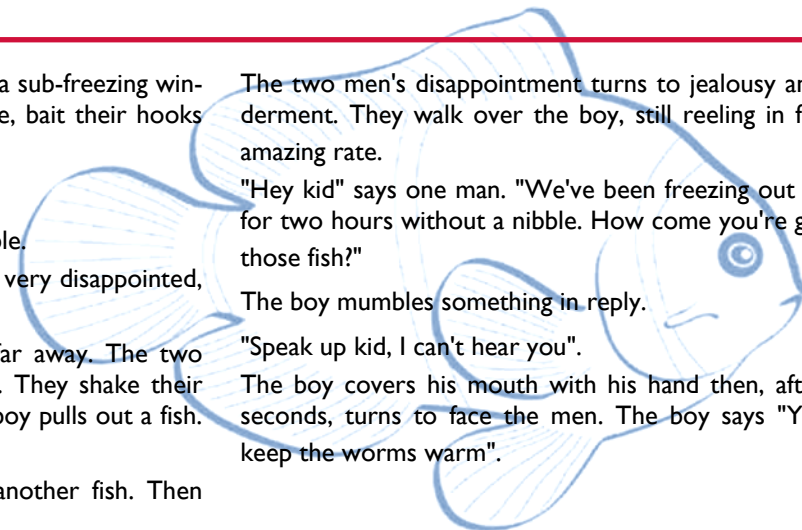 a sub-freezing win-
e, bait their hooks
ble.
very disappointed,
far away. The two
. They shake their
boy pulls out a fish.
another fish. Then
The two men's disappointment turns to jealousy an
derment. They walk over the boy, still reeling in f
amazing rate.
"Hey kid" says one man. "We've been freezing out
for two hours without a nibble. How come you're g
those fish?"
The boy mumbles something in reply.
"Speak up kid, I can't hear you".
The boy covers his mouth with his hand then, aft
seconds, turns to face the men. The boy says "Y
keep the worms warm".